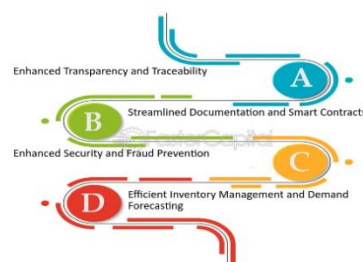 Enhanced Transparency and Traceability
A
B
Streamlined Documentation and Smart Contracts
FasterCapital
Enhanced Security and Fraud Prevention
C
D
Efficient Inventory Management and Demand
Forecasting